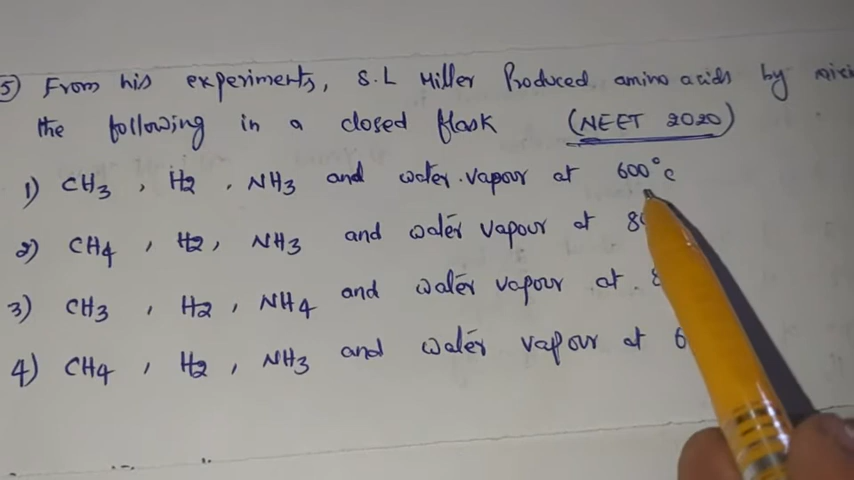 5) From his experiments, S.L Miller Produced amino acids by
the following in a closed flask (NEET 2020)
1) CH3, H2, NH3 and water vapour at 600°C
2) CH4, H2, NH3 and water vapour at
3) CH3, H2, NH4 and water vapour at
4) CH4, H2, NH3 and water vapour at